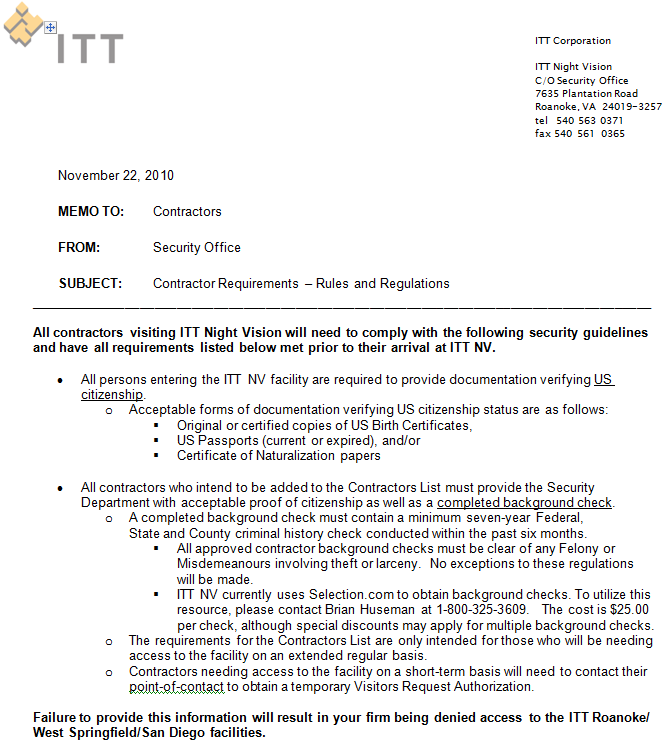 ITT
ITT Corporation
ITT Night Vision
C/O Security Office
7635 Plantation Road
Roanoke, VA  24019-3257
tel  540 563 0371
fax 540 561  0365
November 22, 2010
MEMO TO: Contractors
FROM: Security Office
SUBJECT: Contractor Requirements – Rules and Regulations
All contractors visiting ITT Night Vision will need to comply with the following security guidelines
and have all requirements listed below met prior to their arrival at ITT NV.
• All persons entering the ITT  NV facility are required to provide documentation verifying US
citizenship.
o Acceptable forms of documentation verifying US citizenship status are as follows:
▪ Original or certified copies of US Birth Certificates,
▪ US Passports (current or expired), and/or
▪ Certificate of Naturalization papers
• All contractors who intend to be added to the Contractors List must provide the Security
Department with acceptable proof of citizenship as well as a completed background check.
o A completed background check must contain a minimum seven-year Federal,
State and County criminal history check conducted within the past six months.
▪ All approved contractor background checks must be clear of any Felony or
Misdemeanours involving theft or larceny.  No exceptions to these regulations
will be made.
▪ ITT NV currently uses Selection.com to obtain background checks. To utilize this
resource, please contact Brian Huseman at 1-800-325-3609.   The cost is $25.00
per check, although special discounts may apply for multiple background checks.
o The requirements for the Contractors List are only intended for those who will be needing
access to the facility on an extended regular basis.
o Contractors needing access to the facility on a short-term basis will need to contact their
point-of-contact to obtain a temporary Visitors Request Authorization.
Failure to provide this information will result in your firm being denied access to the ITT Roanoke/
West Springfield/San Diego facilities.